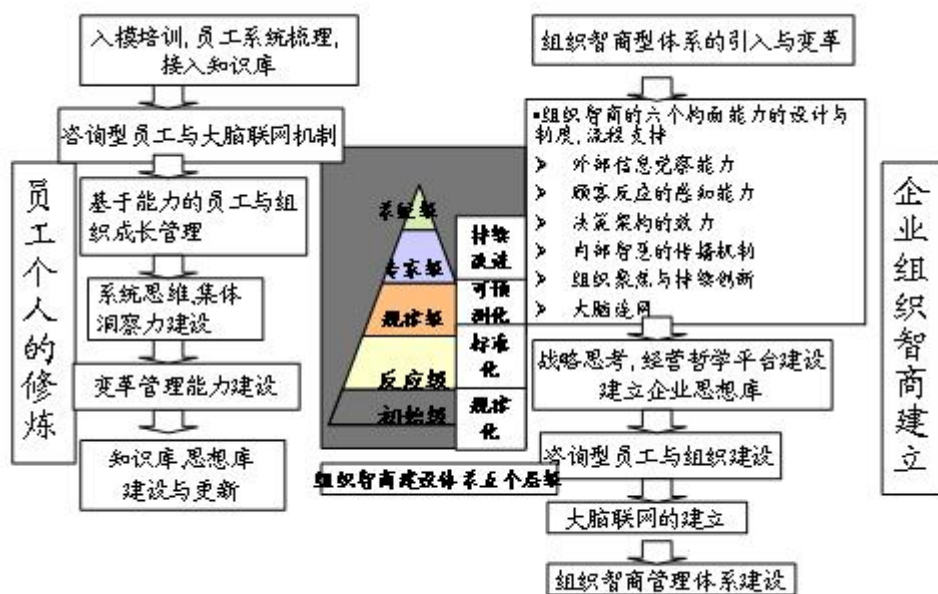 员工个人的修炼
入模培训,员工系统梳理,
接入知识库
咨询型员工与大脑联网机制
基于能力的员工与组
织成长管理
系统思维,集体
洞察力建设
变革管理能力建设
知识库,思想库
建设与更新
系统级
专家级
规体级
反应级
初始级
持续
改进
可预
测化
标准
化
规体
化
组织智商建设体系五个层级
组织智商型体系的引入与变革
▪组织智商的六个构面能力的设计与
制度,流程支持
➢ 外部信息觉察能力
➢ 顾客反应的感知能力
➢ 决策架构的效力
➢ 内部智慧的传播机制
➢ 组织聚焦与持续创新
➢ 大脑连网
战略思考,经营哲学平台建设
建立企业思想库
咨询型员工与组织建设
大脑联网的建立
组织智商管理体系建设
企业组织智商建立